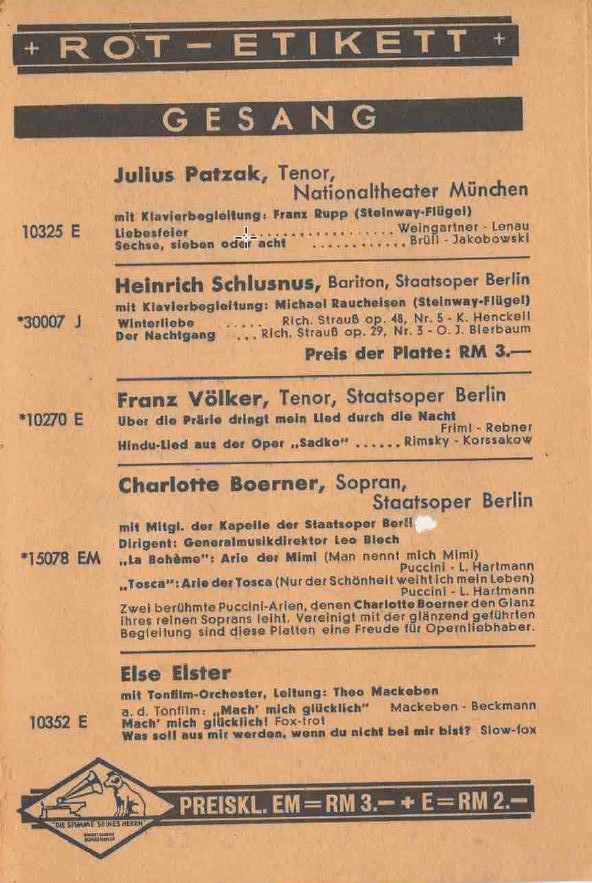 + ROT - ETIKETT +
GESANG
Julius Patzak, Tenor,
Nationaltheater München
mit Klavierbegleitung: Franz Rupp (Steinway-Flügel)
10325 E Liebesfeier .................. Weingartner - Lenau
Sechse, sieben oder acht ............ Brüll - Jakobowski
Heinrich Schlusnus, Bariton, Staatsoper Berlin
mit Klavierbegleitung: Michael Raucheisen (Steinway-Flügel)
*30007 J Winterliebe ..... Rich. Strauß op. 48, Nr. 5 - K. Henckell
Der Nachtgang ... Rich. Strauß op. 29, Nr. 3 - O. J. Bierbaum
Preis der Platte: RM 3.—
Franz Völker, Tenor, Staatsoper Berlin
*10270 E Uber die Prärie dringt mein Lied durch die Nacht
Friml - Rebner
Hindu-Lied aus der Oper „Sadko" ...... Rimsky - Korssakow
Charlotte Boerner, Sopran,
Staatsoper Berlin
mit Mitgl. der Kapelle der Staatsoper
Dirigent: Generalmusikdirektor Leo Blech
*15078 EM „La Bohème": Arie der Mimi (Man nennt mich Mimi)
Puccini - L. Hartmann
„Tosca": Arie der Tosca (Nur der Schönheit weiht ich mein Leben)
Puccini - L. Hartmann
Zwei berühmte Puccini-Arien, denen Charlotte Boerner den Glanz
ihres reinen Soprans leiht. Vereinigt mit der glänzend geführten
Begleitung sind diese Platten eine Freude für Opernliebhaber.
Else Elster
mit Tonfilm-Orchester, Leitung: Theo Mackeben
a. d. Tonfilm: „Mach' mich glücklich" Mackeben - Beckmann
10352 E Mach' mich glücklich! Fox-trot
Was soll aus mir werden, wenn du nicht bei mir bist? Slow-fox
"DIE STIMME SEINES HERRN"
PREISKL. EM = RM 3.— + E = RM 2.—